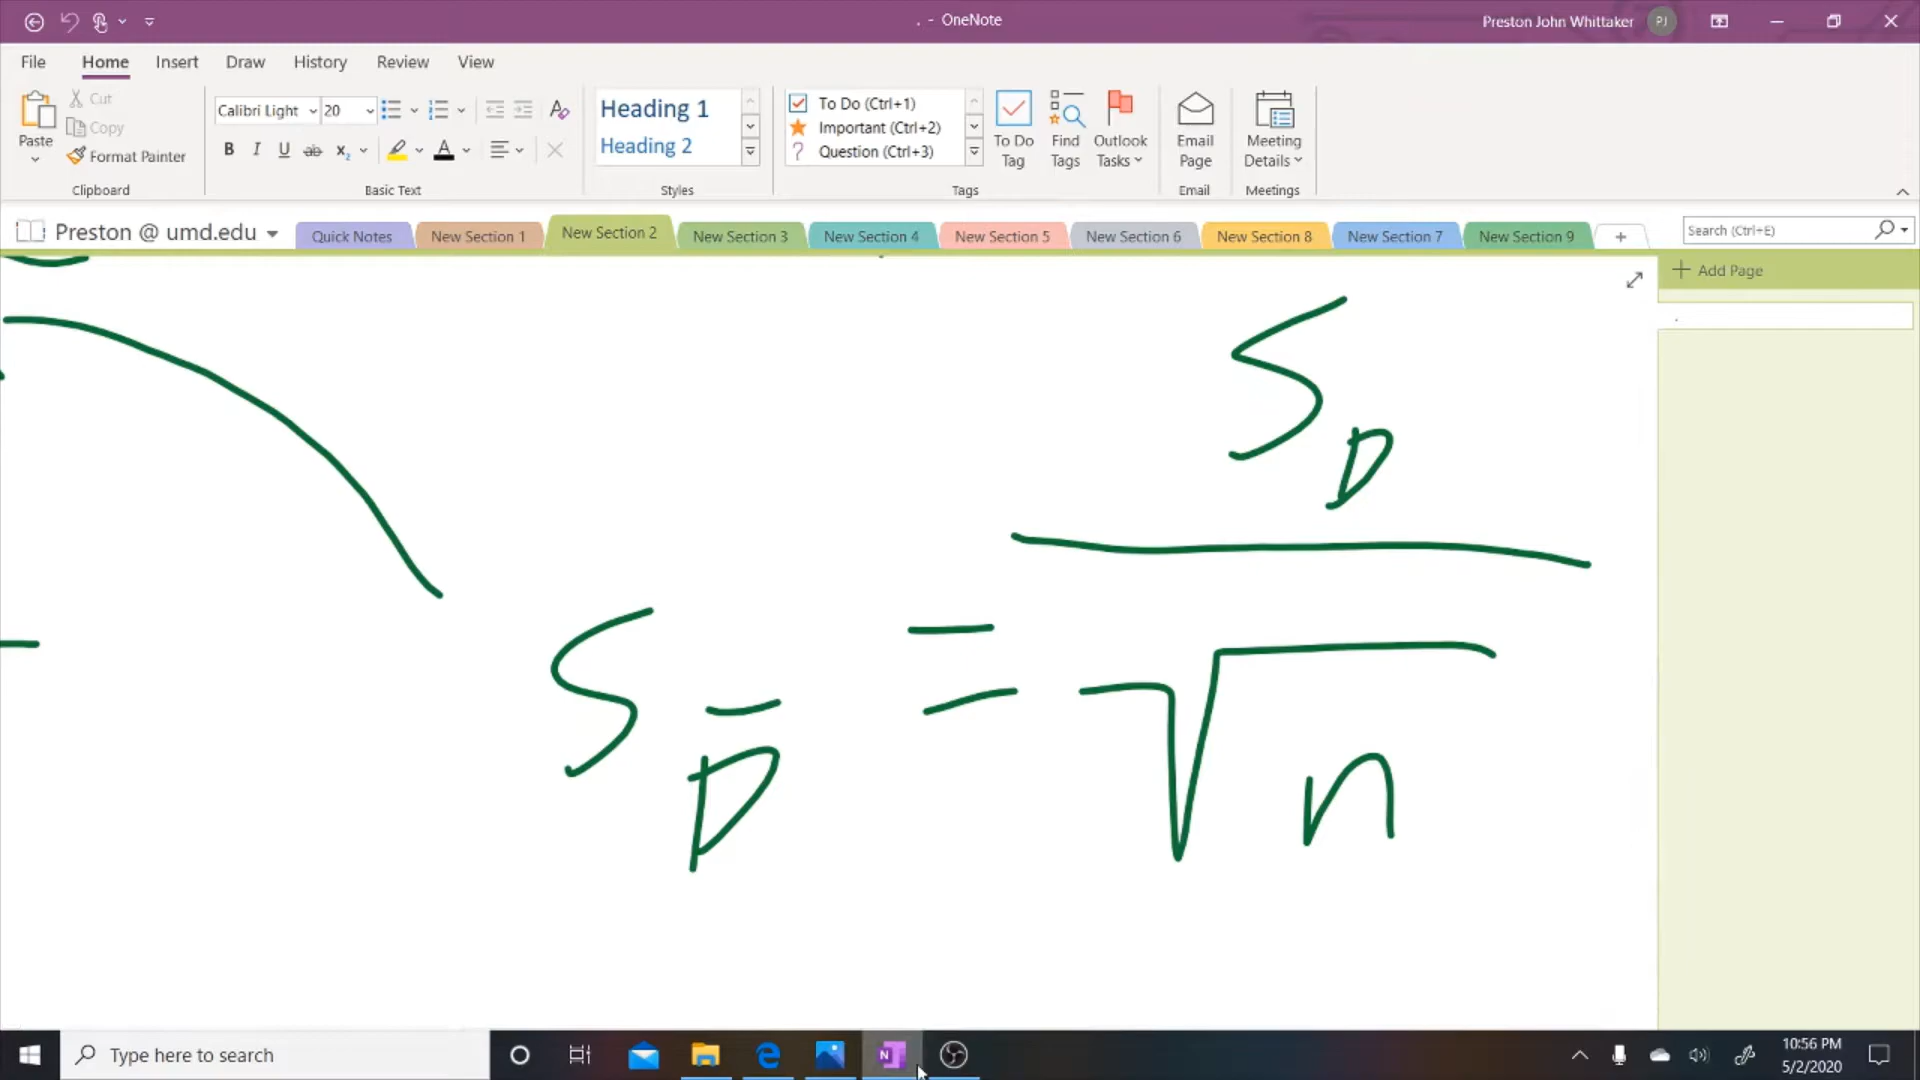 . - OneNote
Preston John Whittaker
PJ
File Home Insert Draw History Review View
Paste
Cut
Copy
Format Painter
Clipboard
Calibri Light 20
B I U ab x₂ A
Basic Text
Heading 1
Heading 2
Styles
To Do (Ctrl+1)
Important (Ctrl+2)
? Question (Ctrl+3)
To Do Tag
Find Tags
Outlook Tasks
Tags
Email Page
Email
Meeting Details
Meetings
Preston @ umd.edu
Quick Notes New Section 1 New Section 2 New Section 3 New Section 4 New Section 5 New Section 6 New Section 7 New Section 8 New Section 9 +
Search (Ctrl+E)
+ Add Page
.
S_D̄ = S_D / √n
Type here to search
N
10:56 PM
5/2/2020